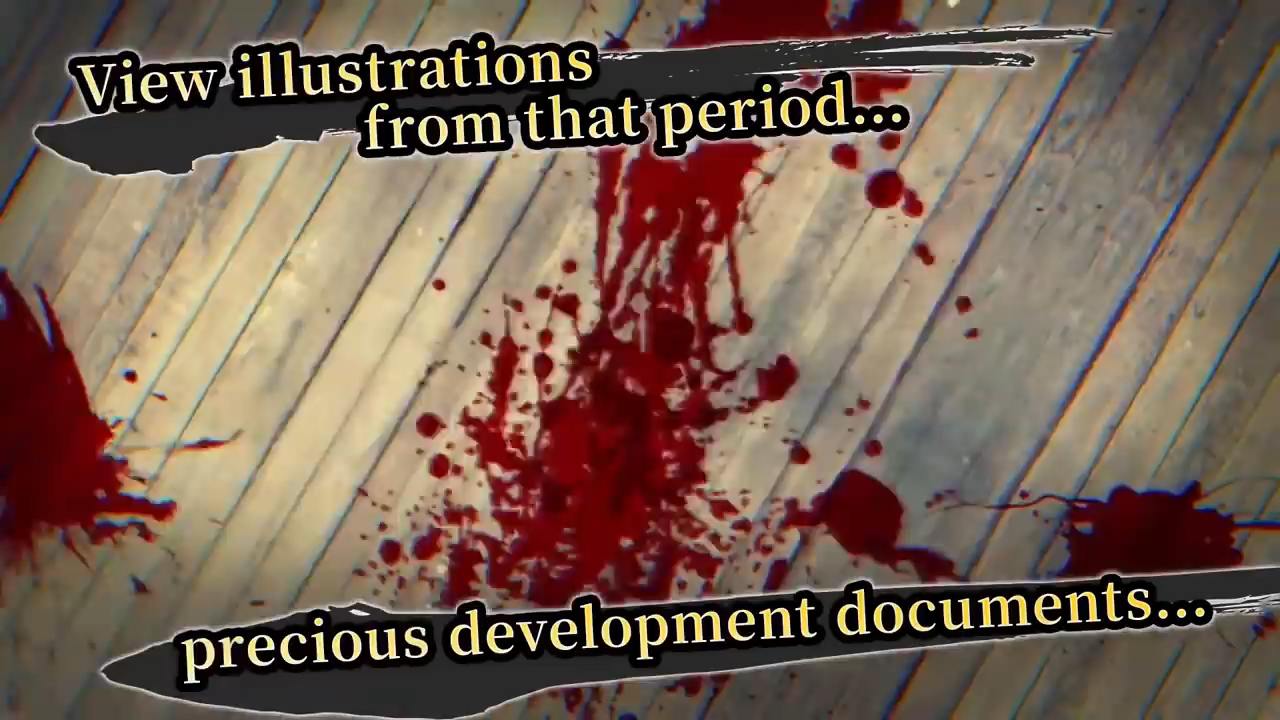 View illustrations
from that period...
precious development documents...